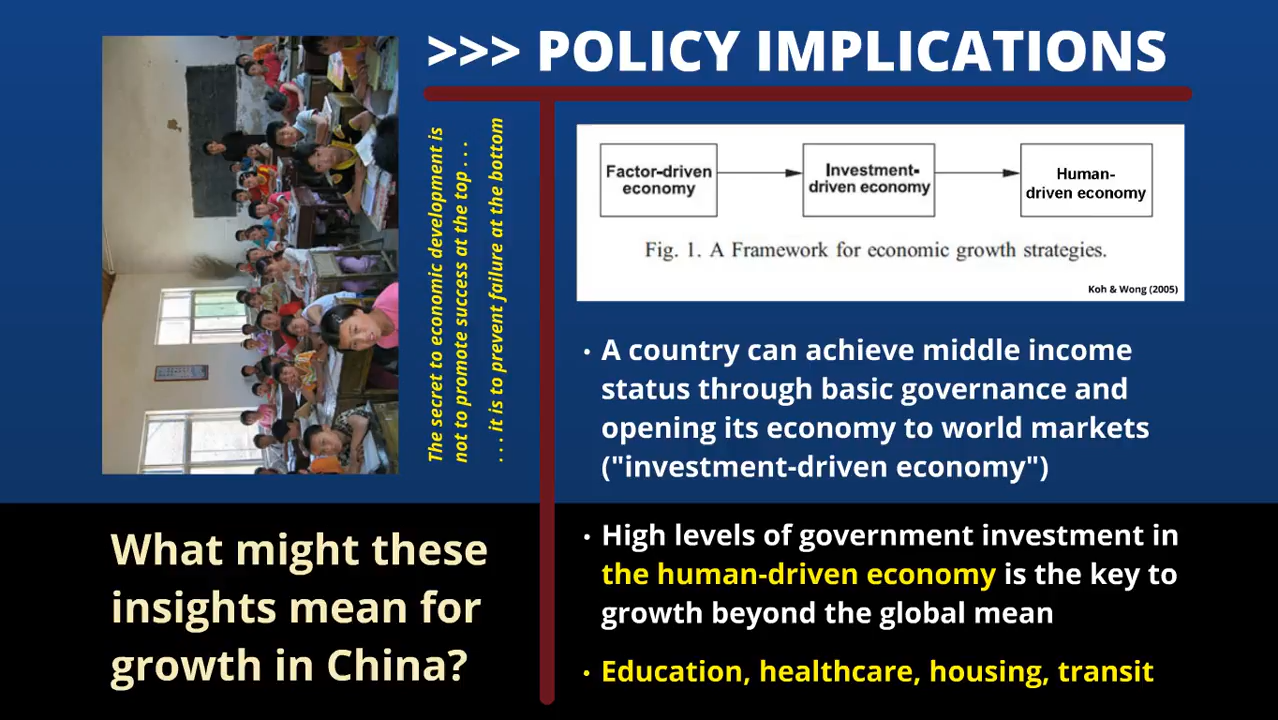 >>> POLICY IMPLICATIONS
The secret to economic development is
not to promote success at the top . . .
. . . it is to prevent failure at the bottom
Factor-driven
economy
Investment-
driven economy
Human-
driven economy
Fig. 1. A Framework for economic growth strategies.
Koh & Wong (2005)
• A country can achieve middle income
status through basic governance and
opening its economy to world markets
("investment-driven economy")
What might these
insights mean for
growth in China?
• High levels of government investment in
the human-driven economy is the key to
growth beyond the global mean
• Education, healthcare, housing, transit